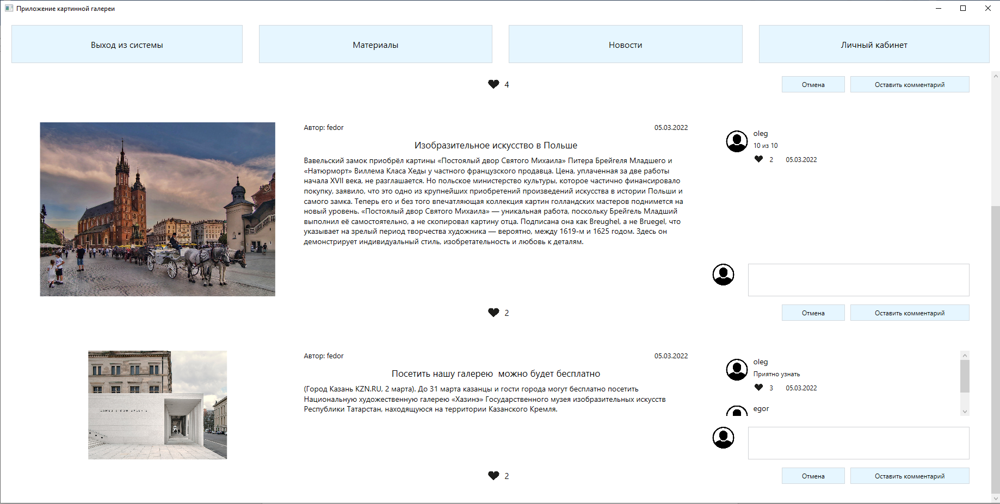 Приложение картинной галереи
Выход из системы
Материалы
Новости
Личный кабинет
4
Отмена
Оставить комментарий
Автор: fedor
05.03.2022
Изобразительное искусство в Польше
Вавельский замок приобрёл картины «Постоялый двор Святого Михаила» Питера Брейгеля Младшего и
«Натюрморт» Виллема Класа Хеды у частного французского продавца. Цена, уплаченная за две работы
начала XVII века, не разглашается. Но польское министерство культуры, которое частично финансировало
покупку, заявило, что это одно из крупнейших приобретений произведений искусства в истории Польши и
самого замка. Теперь его и без того впечатляющая коллекция картин голландских мастеров поднимется на
новый уровень. «Постоялый двор Святого Михаила» — уникальная работа, поскольку Брейгель Младший
выполнил её самостоятельно, а не скопировал картину отца. Подписана она как Breughel, а не Bruegel, что
указывает на зрелый период творчества художника — вероятно, между 1619-м и 1625 годом. Здесь он
демонстрирует индивидуальный стиль, изобретательность и любовь к деталям.
2
oleg
10 из 10
2
05.03.2022
Отмена
Оставить комментарий
Автор: fedor
05.03.2022
Посетить нашу галерею  можно будет бесплатно
(Город Казань KZN.RU, 2 марта). До 31 марта казанцы и гости города могут бесплатно посетить
Национальную художественную галерею «Хазинэ» Государственного музея изобразительных искусств
Республики Татарстан, находящуюся на территории Казанского Кремля.
2
oleg
Приятно узнать
3
05.03.2022
egor
Отмена
Оставить комментарий